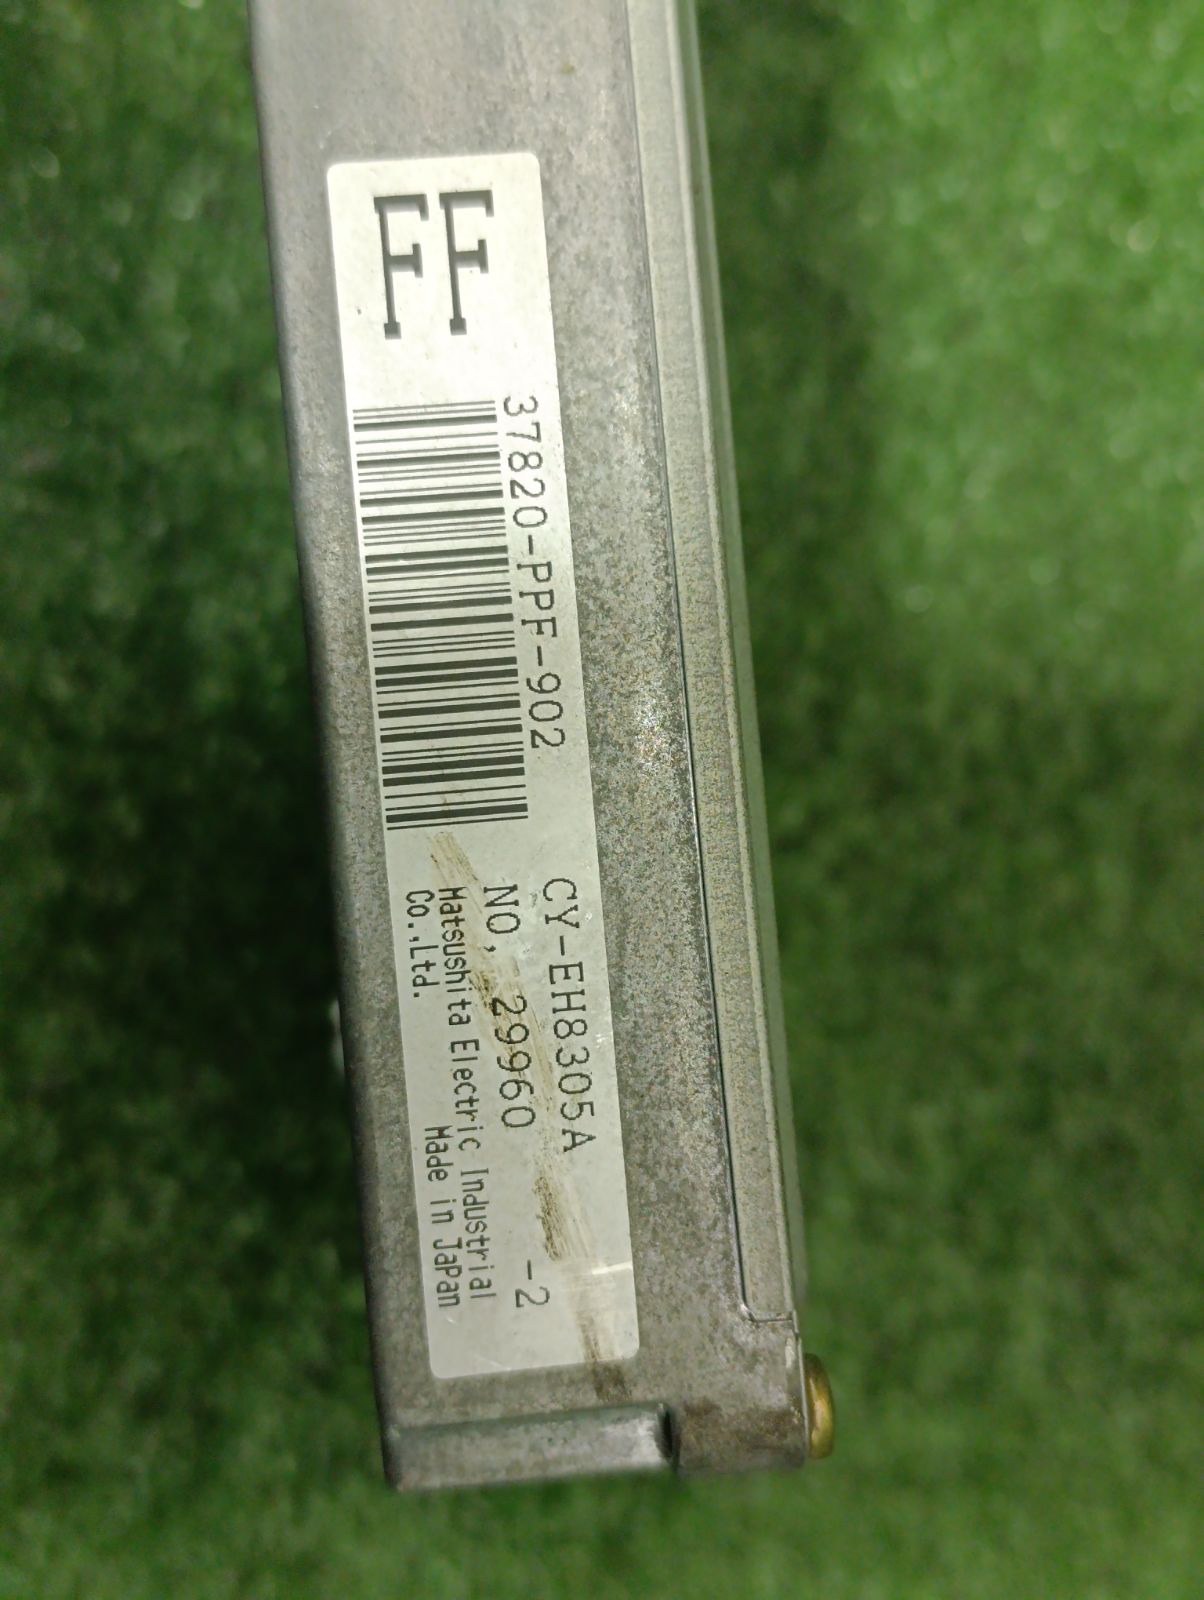 FF
37820-PPF-902
CY-EH8305A
NO, 29960 -2
Matsushita Electric Industrial
Co.,Ltd. Made in Japan